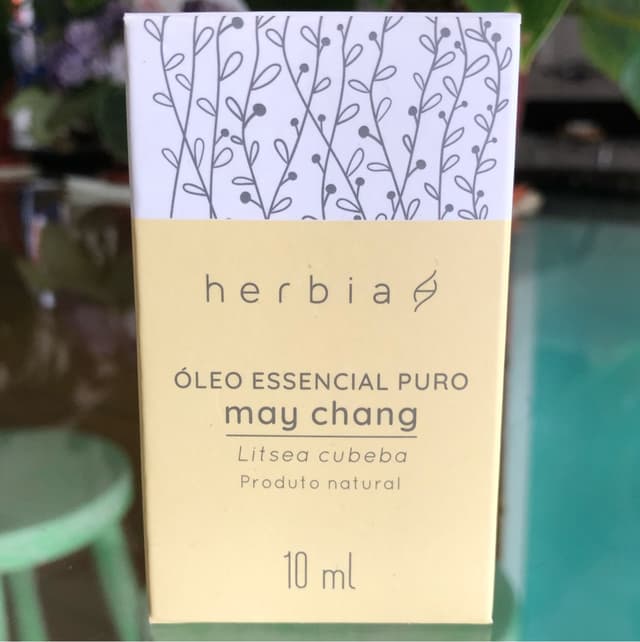 herbia
ÓLEO ESSENCIAL PURO
may chang
Litsea cubeba
Produto natural
10 ml